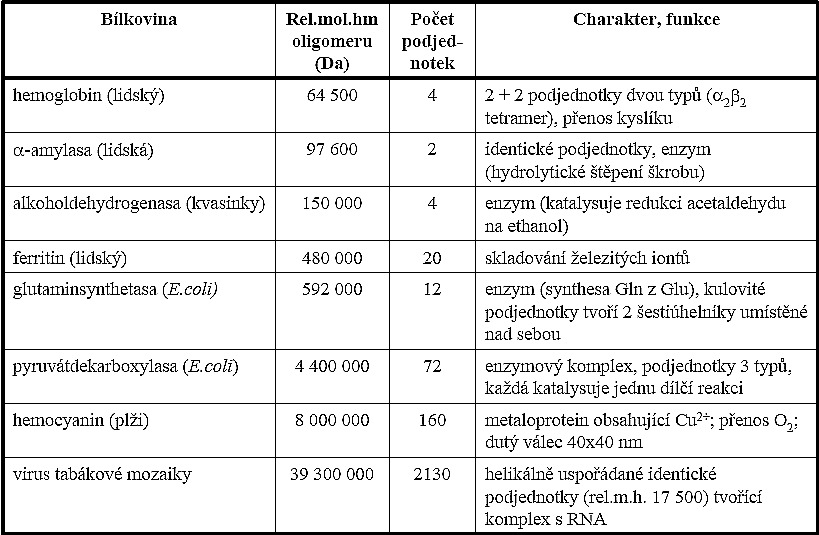 Bílkovina
Rel.mol.hm
oligomeru
(Da)
Počet
podjed-
notek
Charakter, funkce
hemoglobin (lidský)
64 500
4
2 + 2 podjednotky dvou typů (α₂β₂
tetramer), přenos kyslíku
α-amylasa (lidská)
97 600
2
identické podjednotky, enzym
(hydrolytické štěpení škrobu)
alkoholdehydrogenasa (kvasinky)
150 000
4
enzym (katalysuje redukci acetaldehydu
na ethanol)
ferritin (lidský)
480 000
20
skladování železitých iontů
glutaminsynthetasa (E.coli)
592 000
12
enzym (synthesa Gln z Glu), kulovité
podjednotky tvoří 2 šestiúhelníky umístěné
nad sebou
pyruvátdekarboxylasa (E.coli)
4 400 000
72
enzymový komplex, podjednotky 3 typů,
každá katalysuje jednu dílčí reakci
hemocyanin (plži)
8 000 000
160
metaloprotein obsahující Cu²⁺; přenos O₂;
dutý válec 40x40 nm
virus tabákové mozaiky
39 300 000
2130
helikálně uspořádané identické
podjednotky (rel.m.h. 17 500) tvořící
komplex s RNA